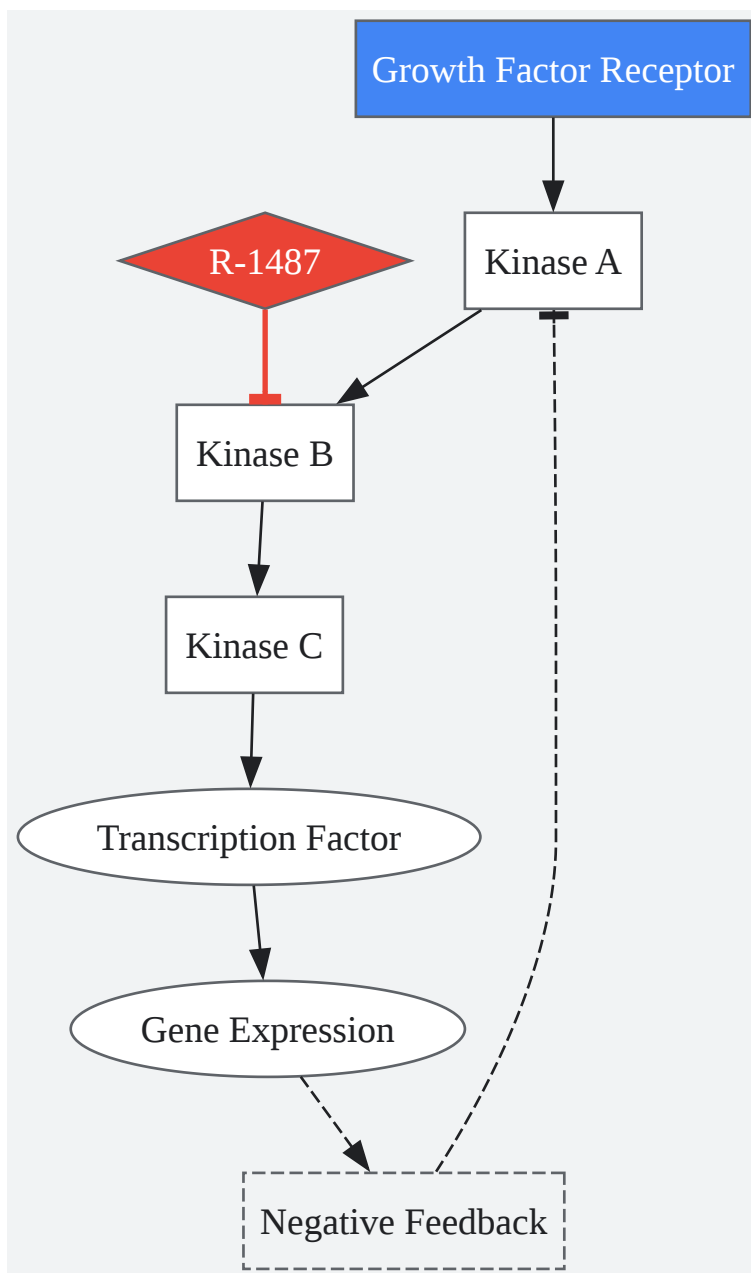 Growth Factor Receptor
R-1487
Kinase A
Kinase B
Kinase C
Transcription Factor
Gene Expression
Negative Feedback